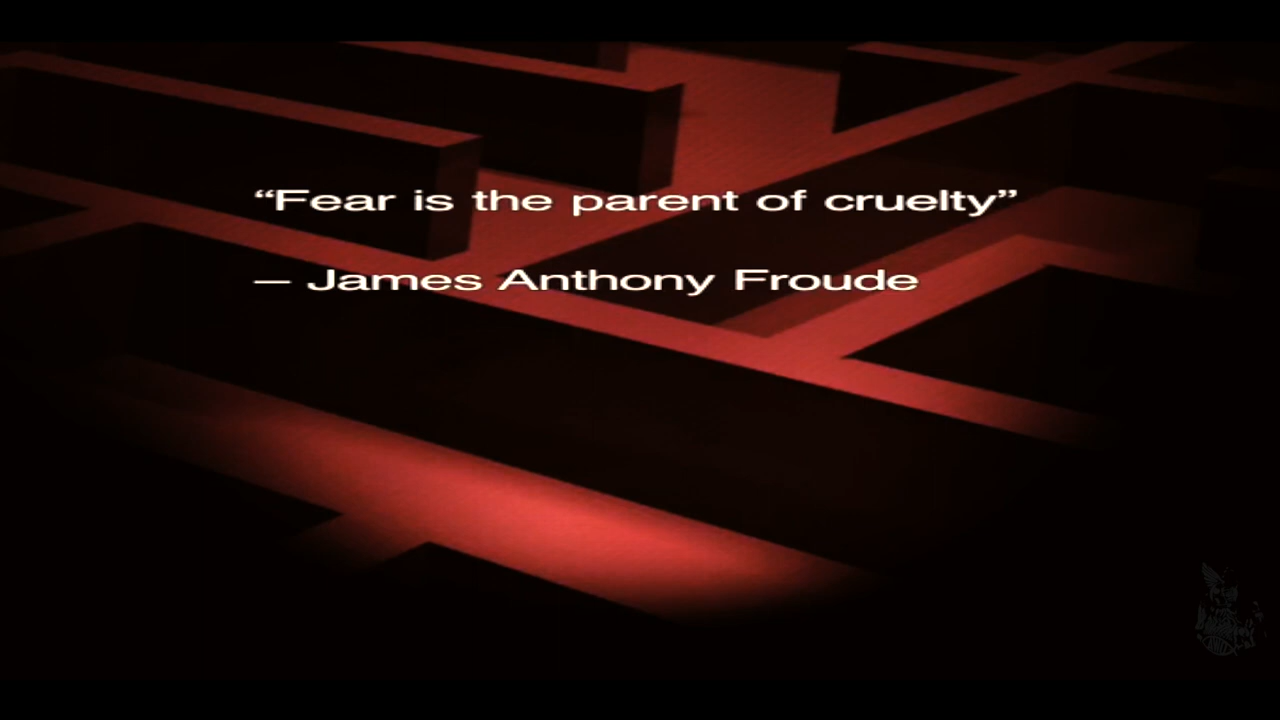 “Fear is the parent of cruelty”
– James Anthony Froude